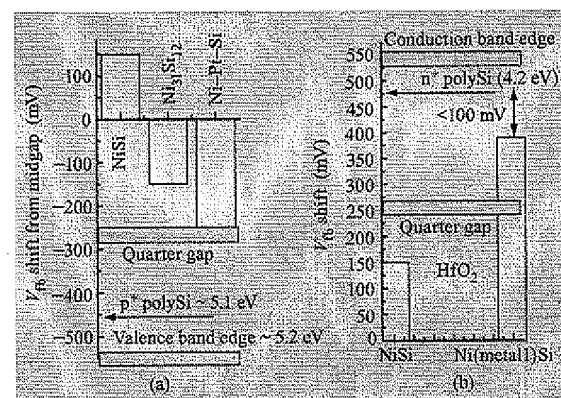 V_fb shift from midgap (mV)
100
0
−100
−200
−300
−400
−500
NiSi
Ni31Si12
Ni-Pt-Si
Quarter gap
p+ polySi ~ 5.1 eV
Valence band edge ~ 5.2 eV
(a)
V_fb shift (mV)
550
500
450
400
350
300
250
200
150
100
50
0
Conduction band edge
n+ polySi (4.2 eV)
<100 mV
Quarter gap
HfO2
NiSi
Ni(metal1)Si
(b)